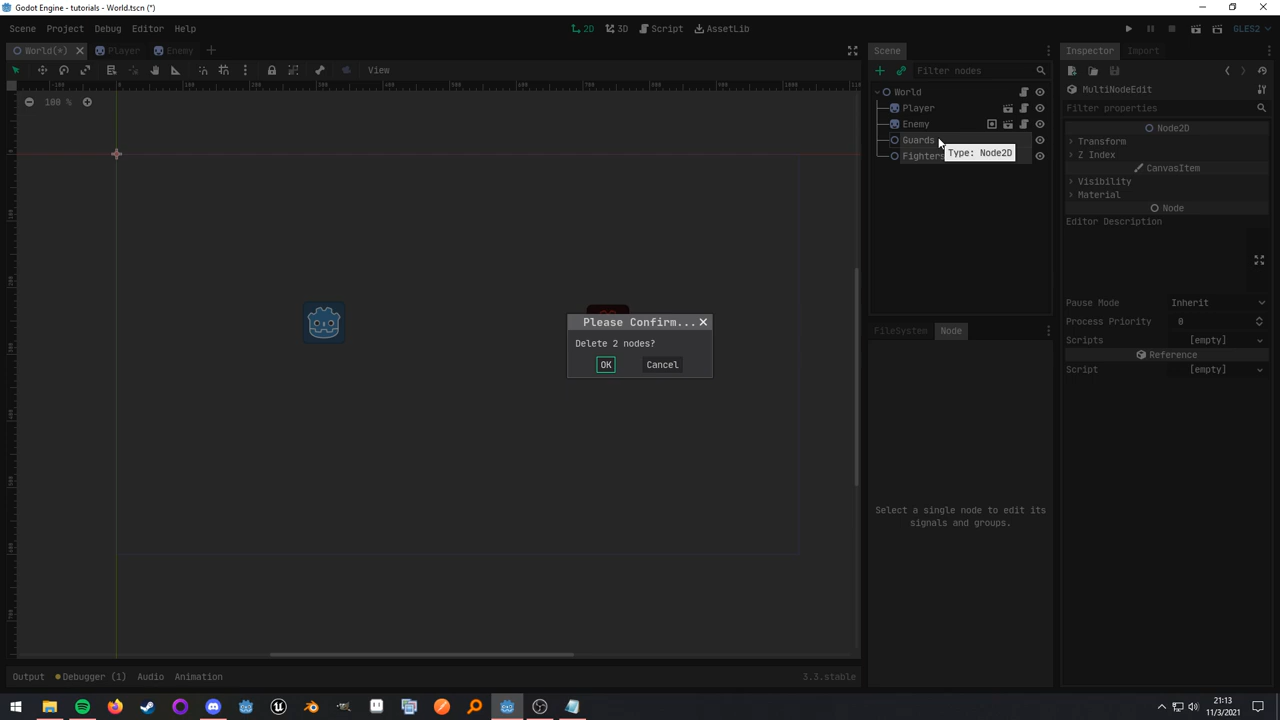 Godot Engine - tutorials - World.tscn (*)
Scene Project Debug Editor Help
2D 3D Script AssetLib
GLES2
World(*) Player Enemy
View
100 %
Scene
Filter nodes
World
Player
Enemy
Guards
Fighters
Type: Node2D
Please Confirm...
Delete 2 nodes?
OK Cancel
FileSystem Node
Select a single node to edit its
signals and groups.
Inspector Import
MultiNodeEdit
Filter properties
Node2D
Transform
Z Index
CanvasItem
Visibility
Material
Node
Editor Description
Pause Mode Inherit
Process Priority 0
Scripts [empty]
Reference
Script [empty]
Output Debugger (1) Audio Animation
3.3.stable
21:13
11/3/2021